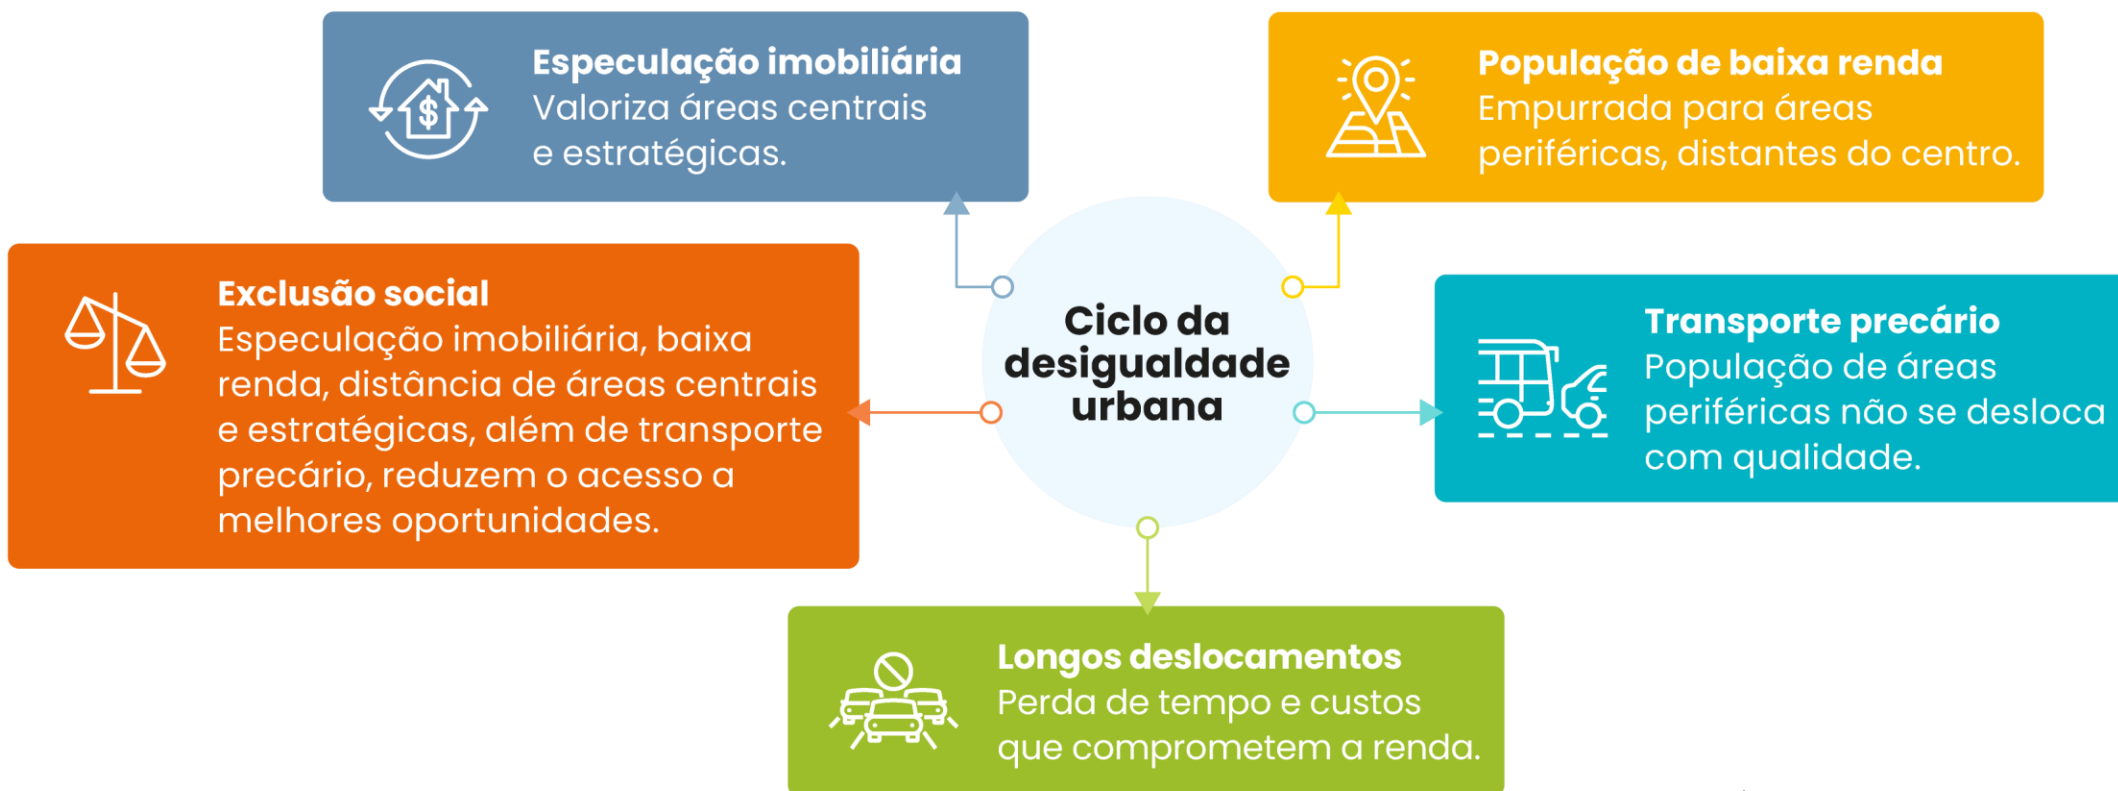 Especulação imobiliária
Valoriza áreas centrais
e estratégicas.
População de baixa renda
Empurrada para áreas
periféricas, distantes do centro.
Exclusão social
Especulação imobiliária, baixa
renda, distância de áreas centrais
e estratégicas, além de transporte
precário, reduzem o acesso a
melhores oportunidades.
Ciclo da
desigualdade
urbana
Transporte precário
População de áreas
periféricas não se desloca
com qualidade.
Longos deslocamentos
Perda de tempo e custos
que comprometem a renda.